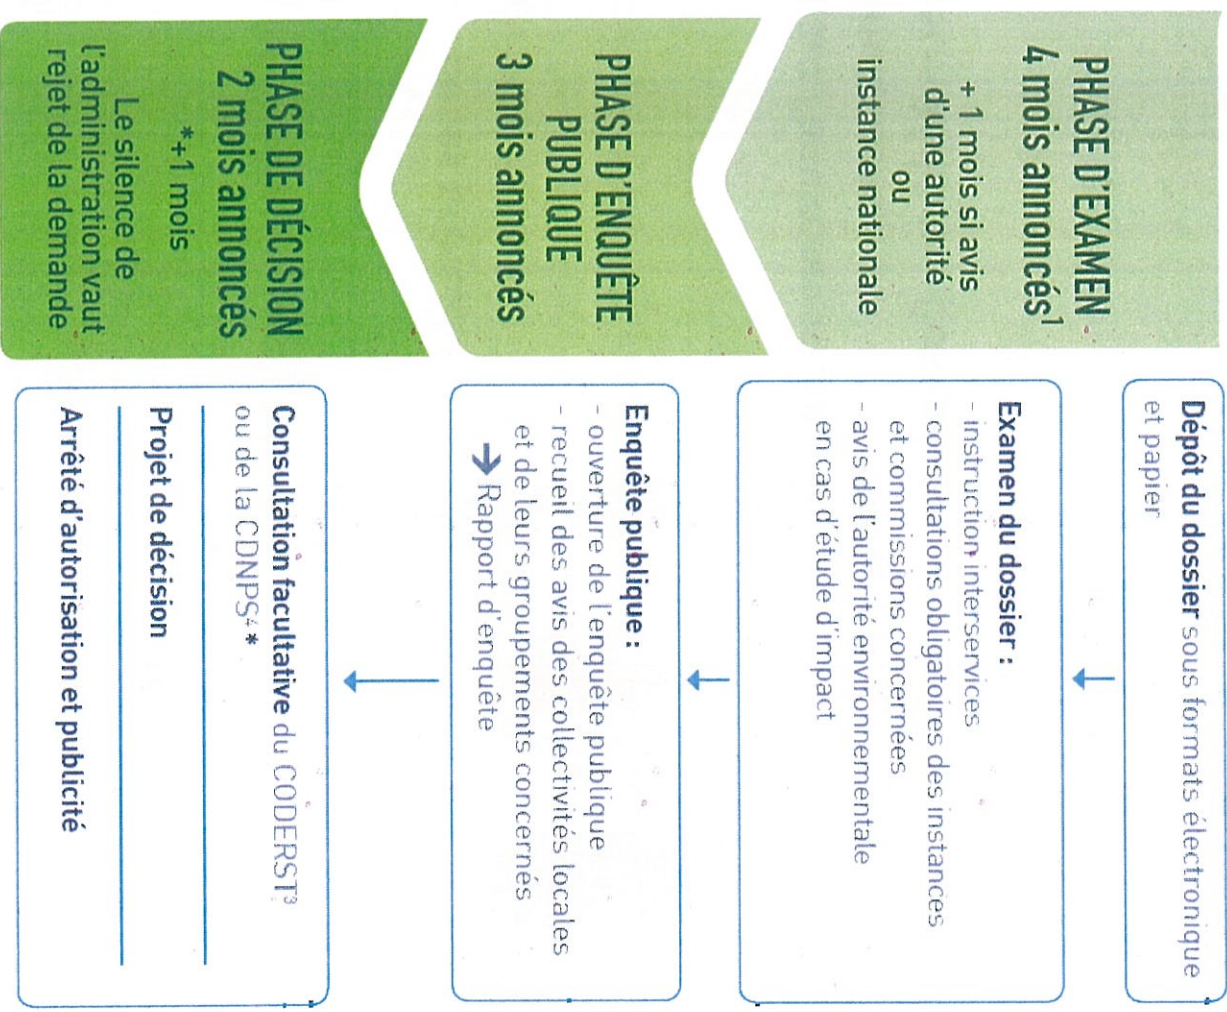 PHASE D'EXAMEN
4 mois annoncés¹
+ 1 mois si avis
d'une autorité
ou
instance nationale
Dépôt du dossier sous formats électronique
et papier
Examen du dossier :
- instruction interservices
- consultations obligatoires des instances
et commissions concernées
- avis de l'autorité environnementale
en cas d'étude d'impact
PHASE D'ENQUÊTE
PUBLIQUE
3 mois annoncés
Enquête publique :
- ouverture de l'enquête publique
- recueil des avis des collectivités locales
et de leurs groupements concernés
→ Rapport d'enquête
PHASE DE DÉCISION
2 mois annoncés
*+1 mois
Le silence de
l'administration vaut
rejet de la demande
Consultation facultative du CODERST³
ou de la CDNPS⁴*
Projet de décision
Arrêté d'autorisation et publicité